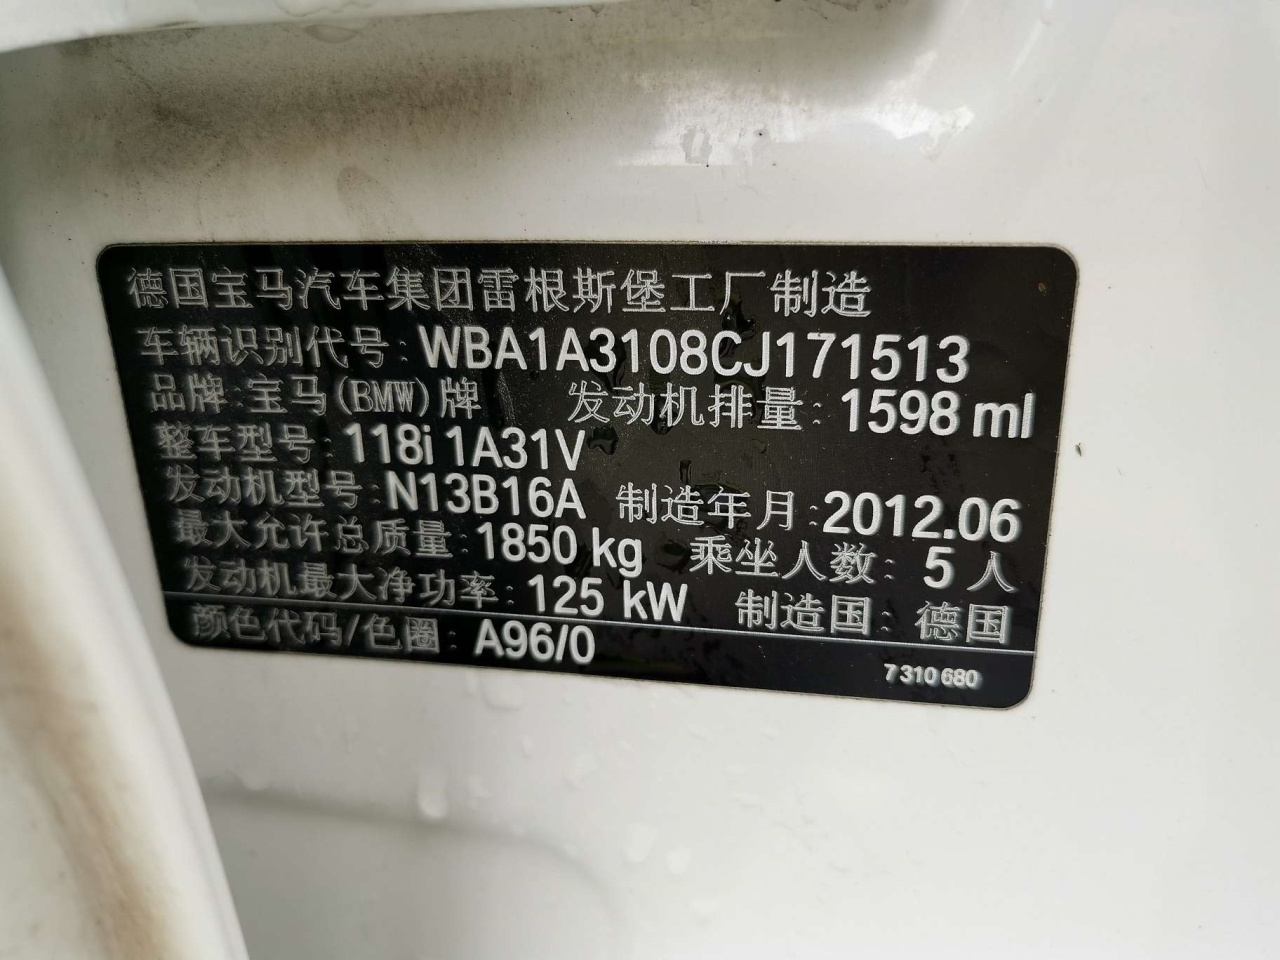 德国宝马汽车集团雷根斯堡工厂制造
车辆识别代号: WBA1A3108CJ171513
品牌: 宝马(BMW)牌 发动机排量: 1598 ml
整车型号: 118i 1A31V
发动机型号: N13B16A 制造年月: 2012.06
最大允许总质量: 1850 kg 乘坐人数: 5 人
发动机最大净功率: 125 kW 制造国: 德国
颜色代码/色圈: A96/0
7 310 680